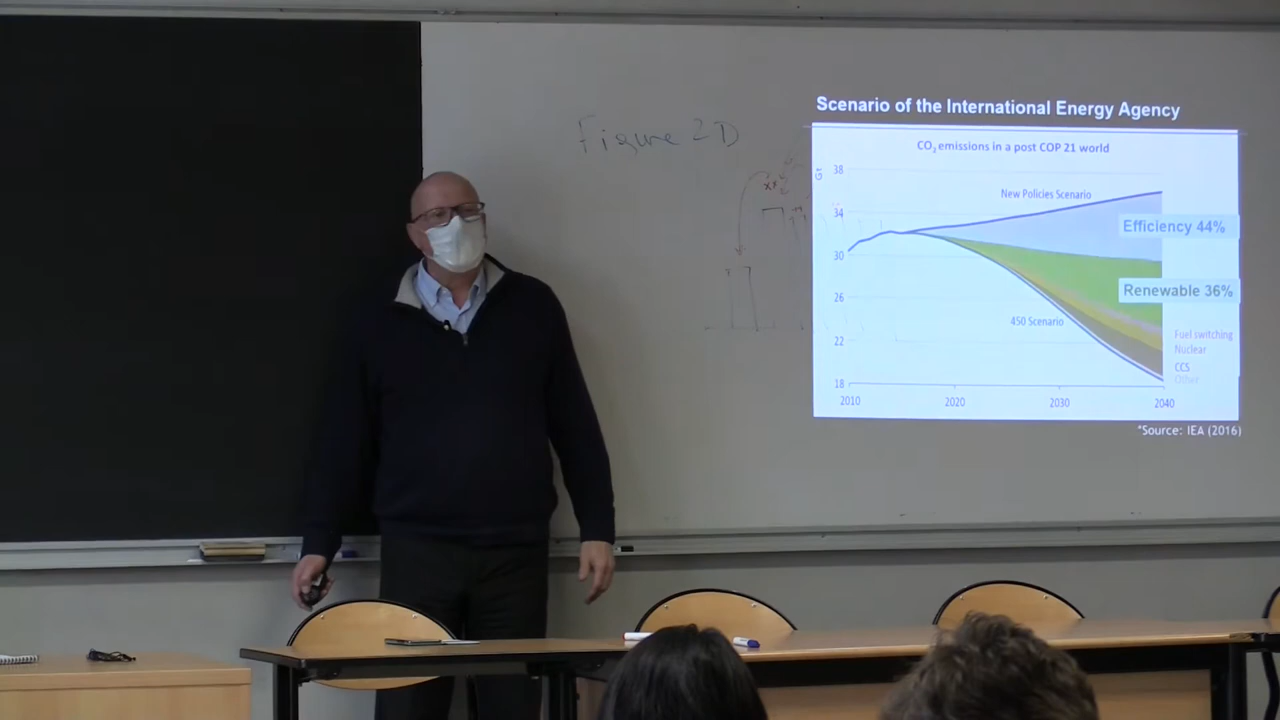 Figure 2D
Scenario of the International Energy Agency
CO₂ emissions in a post COP 21 world
Gt
38
34
30
26
22
18
2010
2020
2030
2040
New Policies Scenario
Efficiency 44%
Renewable 36%
450 Scenario
Fuel switching
Nuclear
CCS
Other
*Source: IEA (2016)